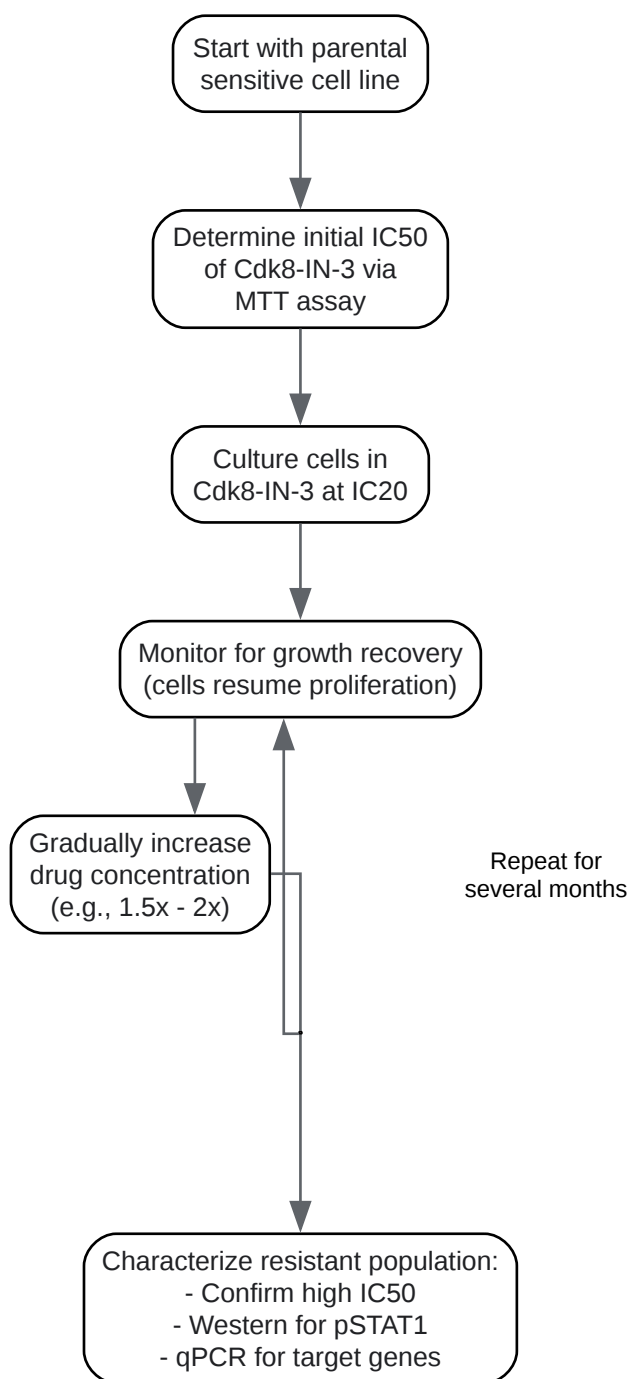 Start with parental
sensitive cell line
Determine initial IC50
of Cdk8-IN-3 via
MTT assay
Culture cells in
Cdk8-IN-3 at IC20
Monitor for growth recovery
(cells resume proliferation)
Gradually increase
drug concentration
(e.g., 1.5x - 2x)
Repeat for
several months
Characterize resistant population:
- Confirm high IC50
- Western for pSTAT1
- qPCR for target genes